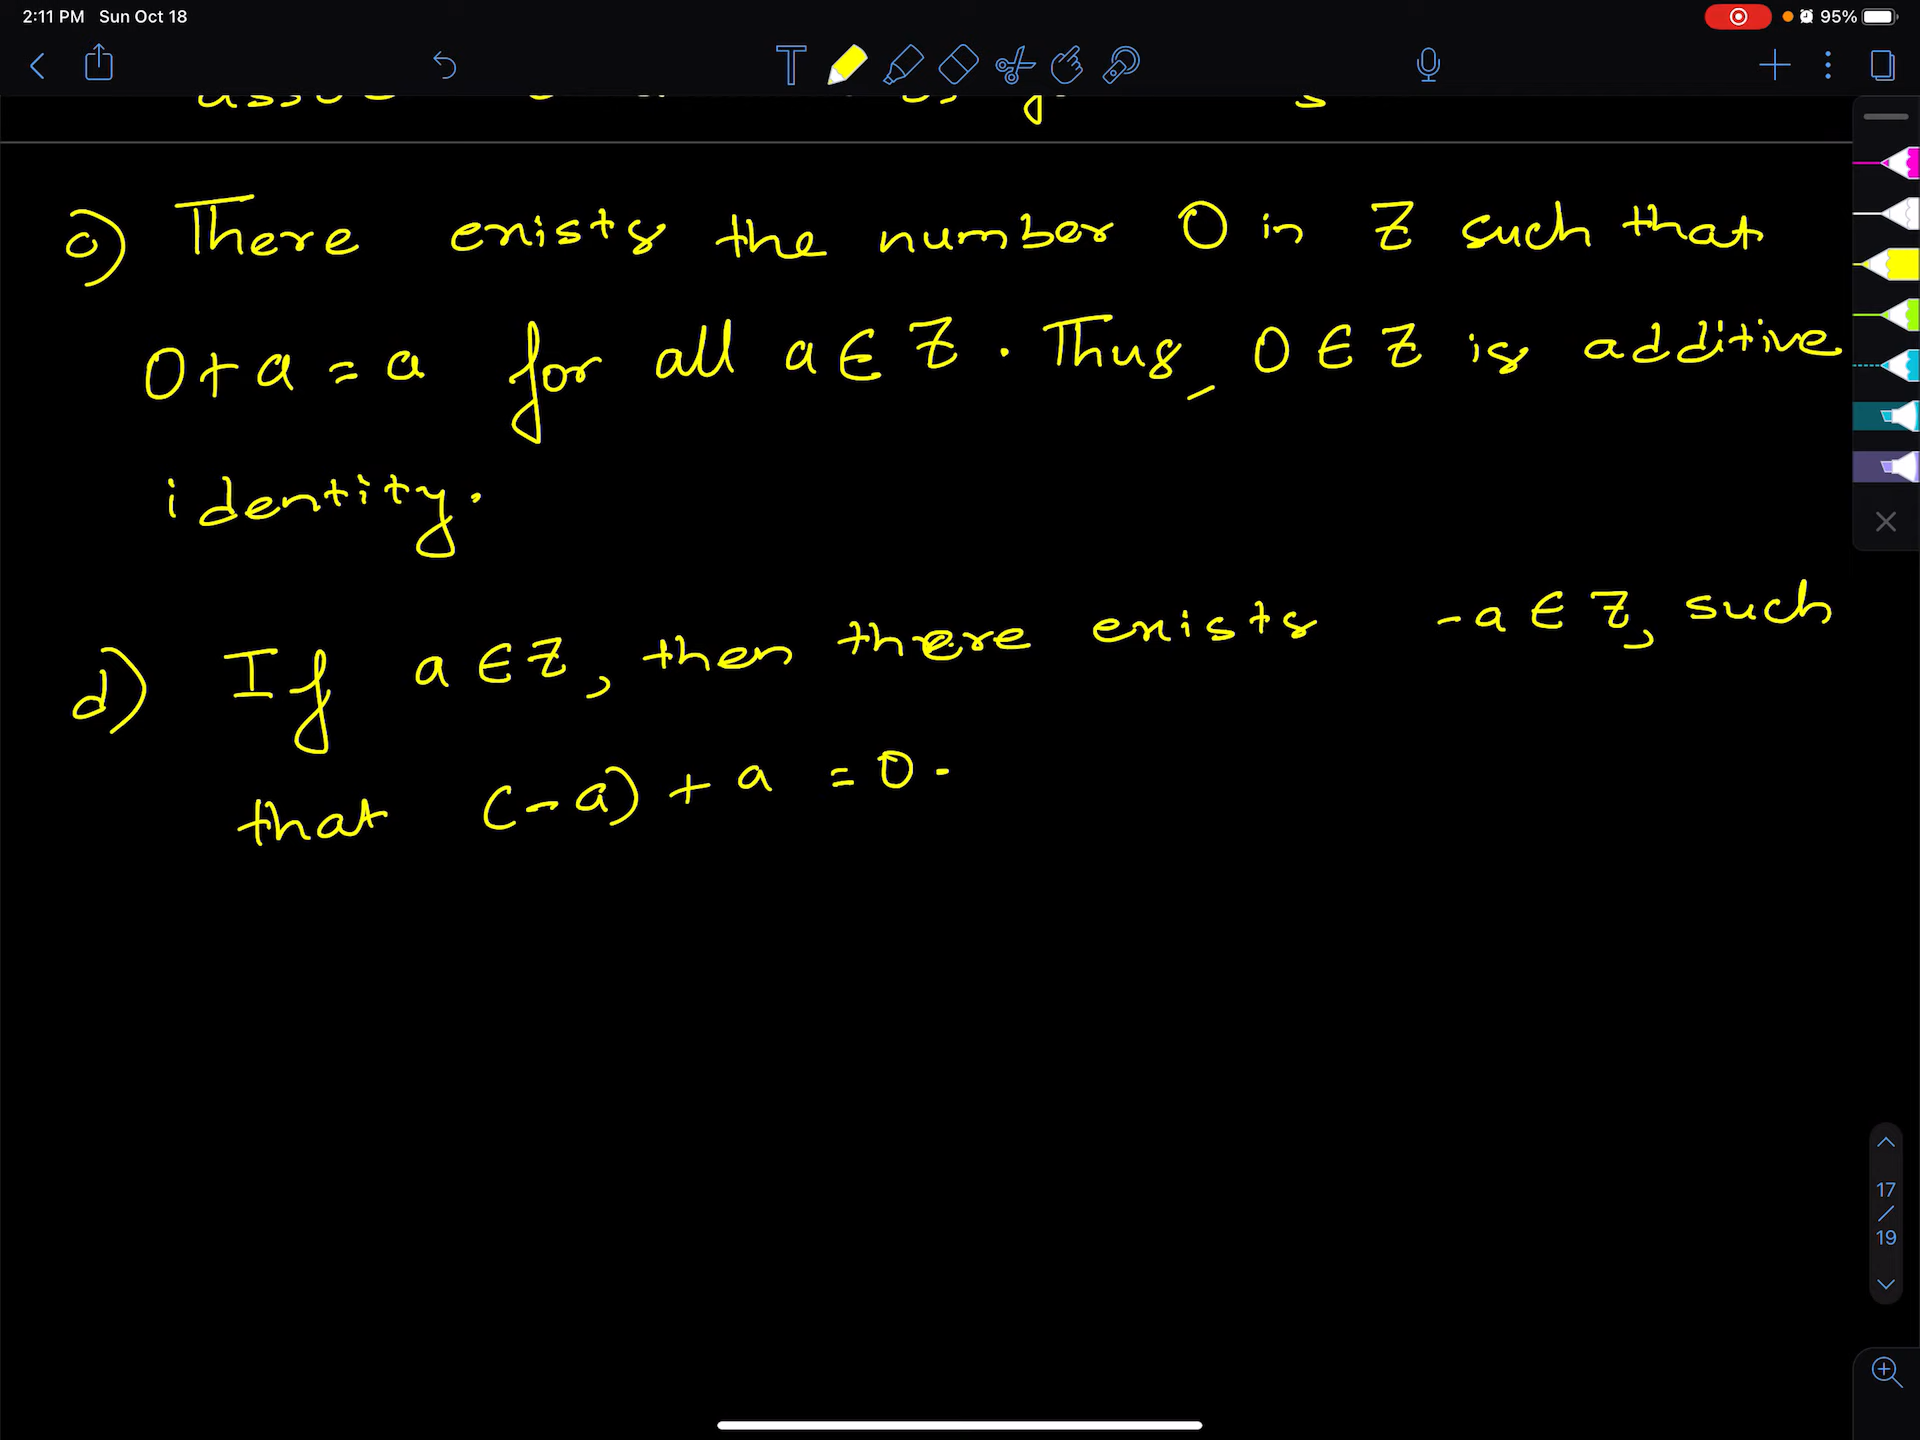 2:11 PM Sun Oct 18
95%
c) There exists the number 0 in Z such that
0 + a = a for all a ∈ Z. Thus, 0 ∈ Z is additive
identity.
d) If a ∈ Z, then there exists -a ∈ Z, such
that (-a) + a = 0.
17
/
19